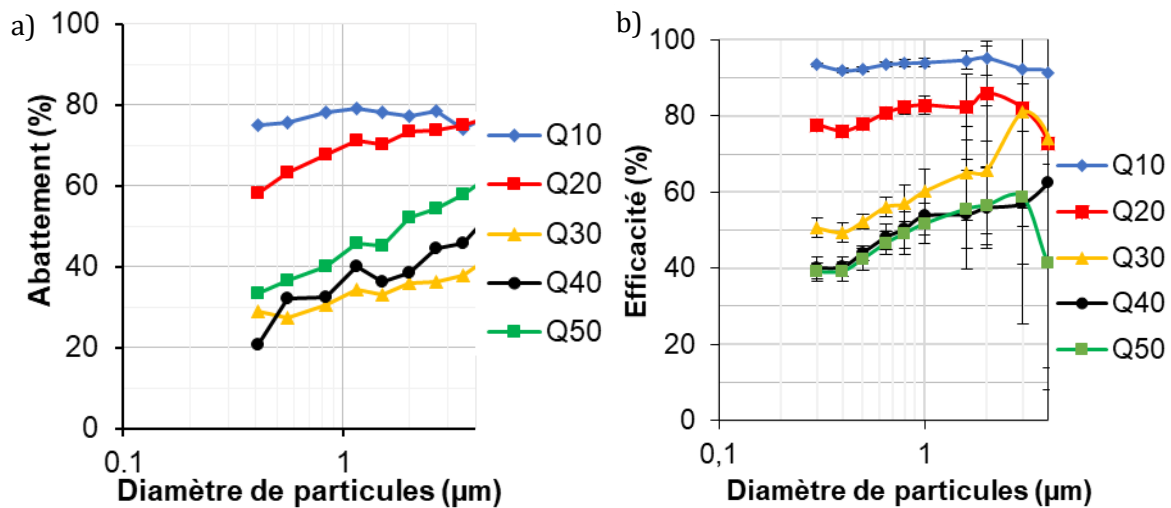 a)
Abattement (%)
100
80
60
40
20
0
0.1
1
Diamètre de particules (µm)
Q10
Q20
Q30
Q40
Q50
b)
Efficacité (%)
100
80
60
40
20
0
0,1
1
Diamètre de particules (µm)
Q10
Q20
Q30
Q40
Q50